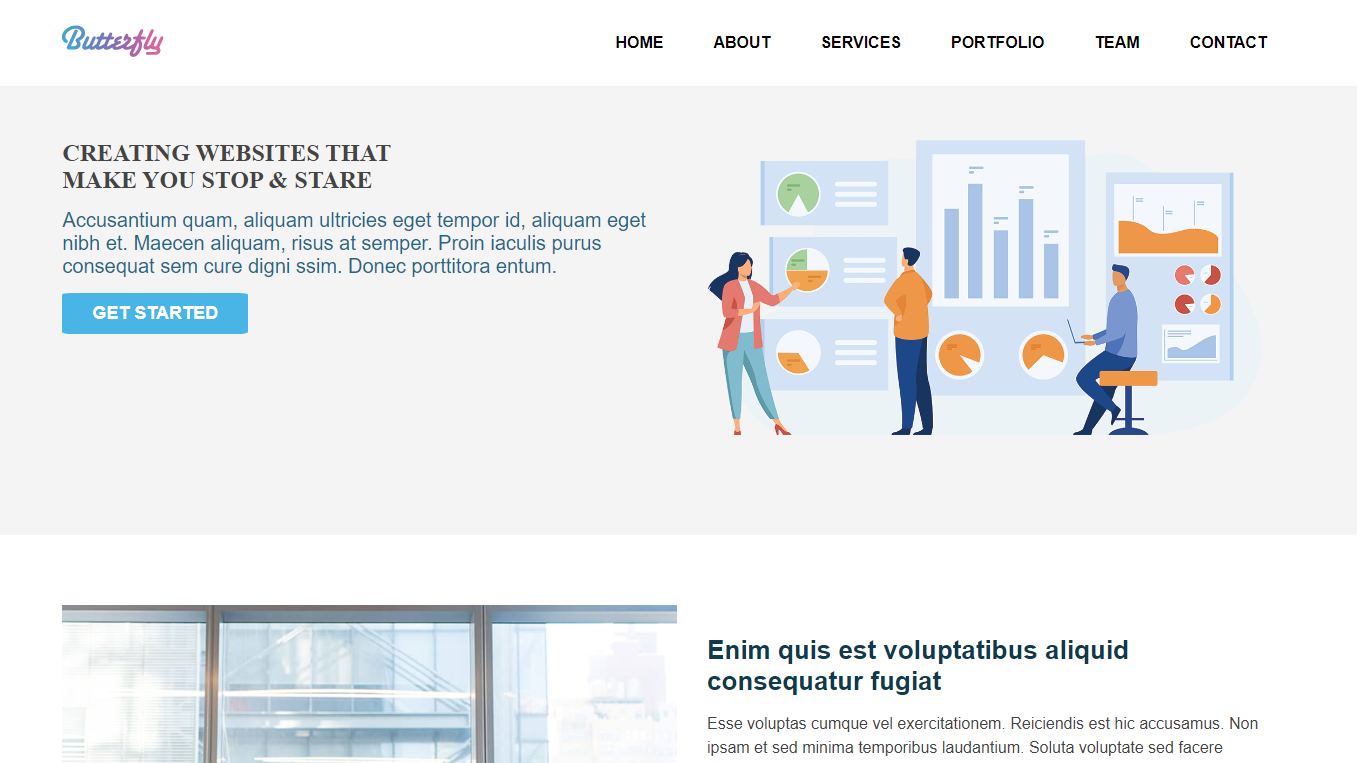 Butterfly
HOME ABOUT SERVICES PORTFOLIO TEAM CONTACT
CREATING WEBSITES THAT
MAKE YOU STOP & STARE
Accusantium quam, aliquam ultricies eget tempor id, aliquam eget
nibh et. Maecen aliquam, risus at semper. Proin iaculis purus
consequat sem cure digni ssim. Donec porttitora entum.
GET STARTED
Enim quis est voluptatibus aliquid
consequatur fugiat
Esse voluptas cumque vel exercitationem. Reiciendis est hic accusamus. Non
ipsam et sed minima temporibus laudantium. Soluta voluptate sed facere